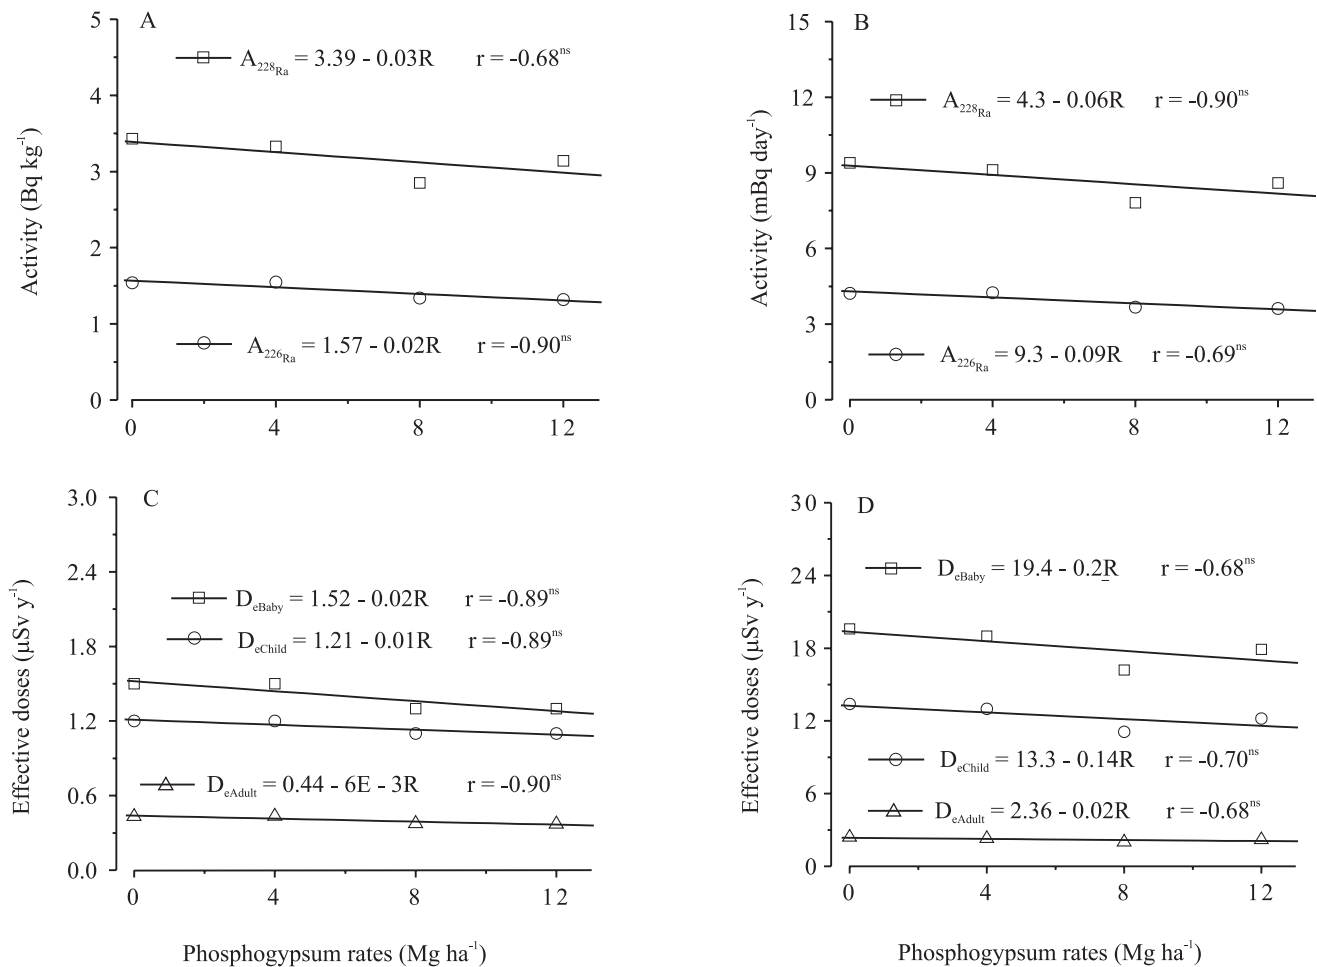 A
5
4
3
2
1
0
Activity (Bq kg⁻¹)
A₂₂₈Ra = 3.39 - 0.03R r = -0.68ⁿˢ
A₂₂₆Ra = 1.57 - 0.02R r = -0.90ⁿˢ
0 4 8 12
B
15
12
9
6
3
0
Activity (mBq day⁻¹)
A₂₂₈Ra = 4.3 - 0.06R r = -0.90ⁿˢ
A₂₂₆Ra = 9.3 - 0.09R r = -0.69ⁿˢ
0 4 8 12
C
3.0
2.4
1.8
1.2
0.6
0.0
Effective doses (μSv y⁻¹)
DeBaby = 1.52 - 0.02R r = -0.89ⁿˢ
DeChild = 1.21 - 0.01R r = -0.89ⁿˢ
DeAdult = 0.44 - 6E - 3R r = -0.90ⁿˢ
0 4 8 12
Phosphogypsum rates (Mg ha⁻¹)
D
30
24
18
12
6
0
Effective doses (μSv y⁻¹)
DeBaby = 19.4 - 0.2R r = -0.68ⁿˢ
DeChild = 13.3 - 0.14R r = -0.70ⁿˢ
DeAdult = 2.36 - 0.02R r = -0.68ⁿˢ
0 4 8 12
Phosphogypsum rates (Mg ha⁻¹)